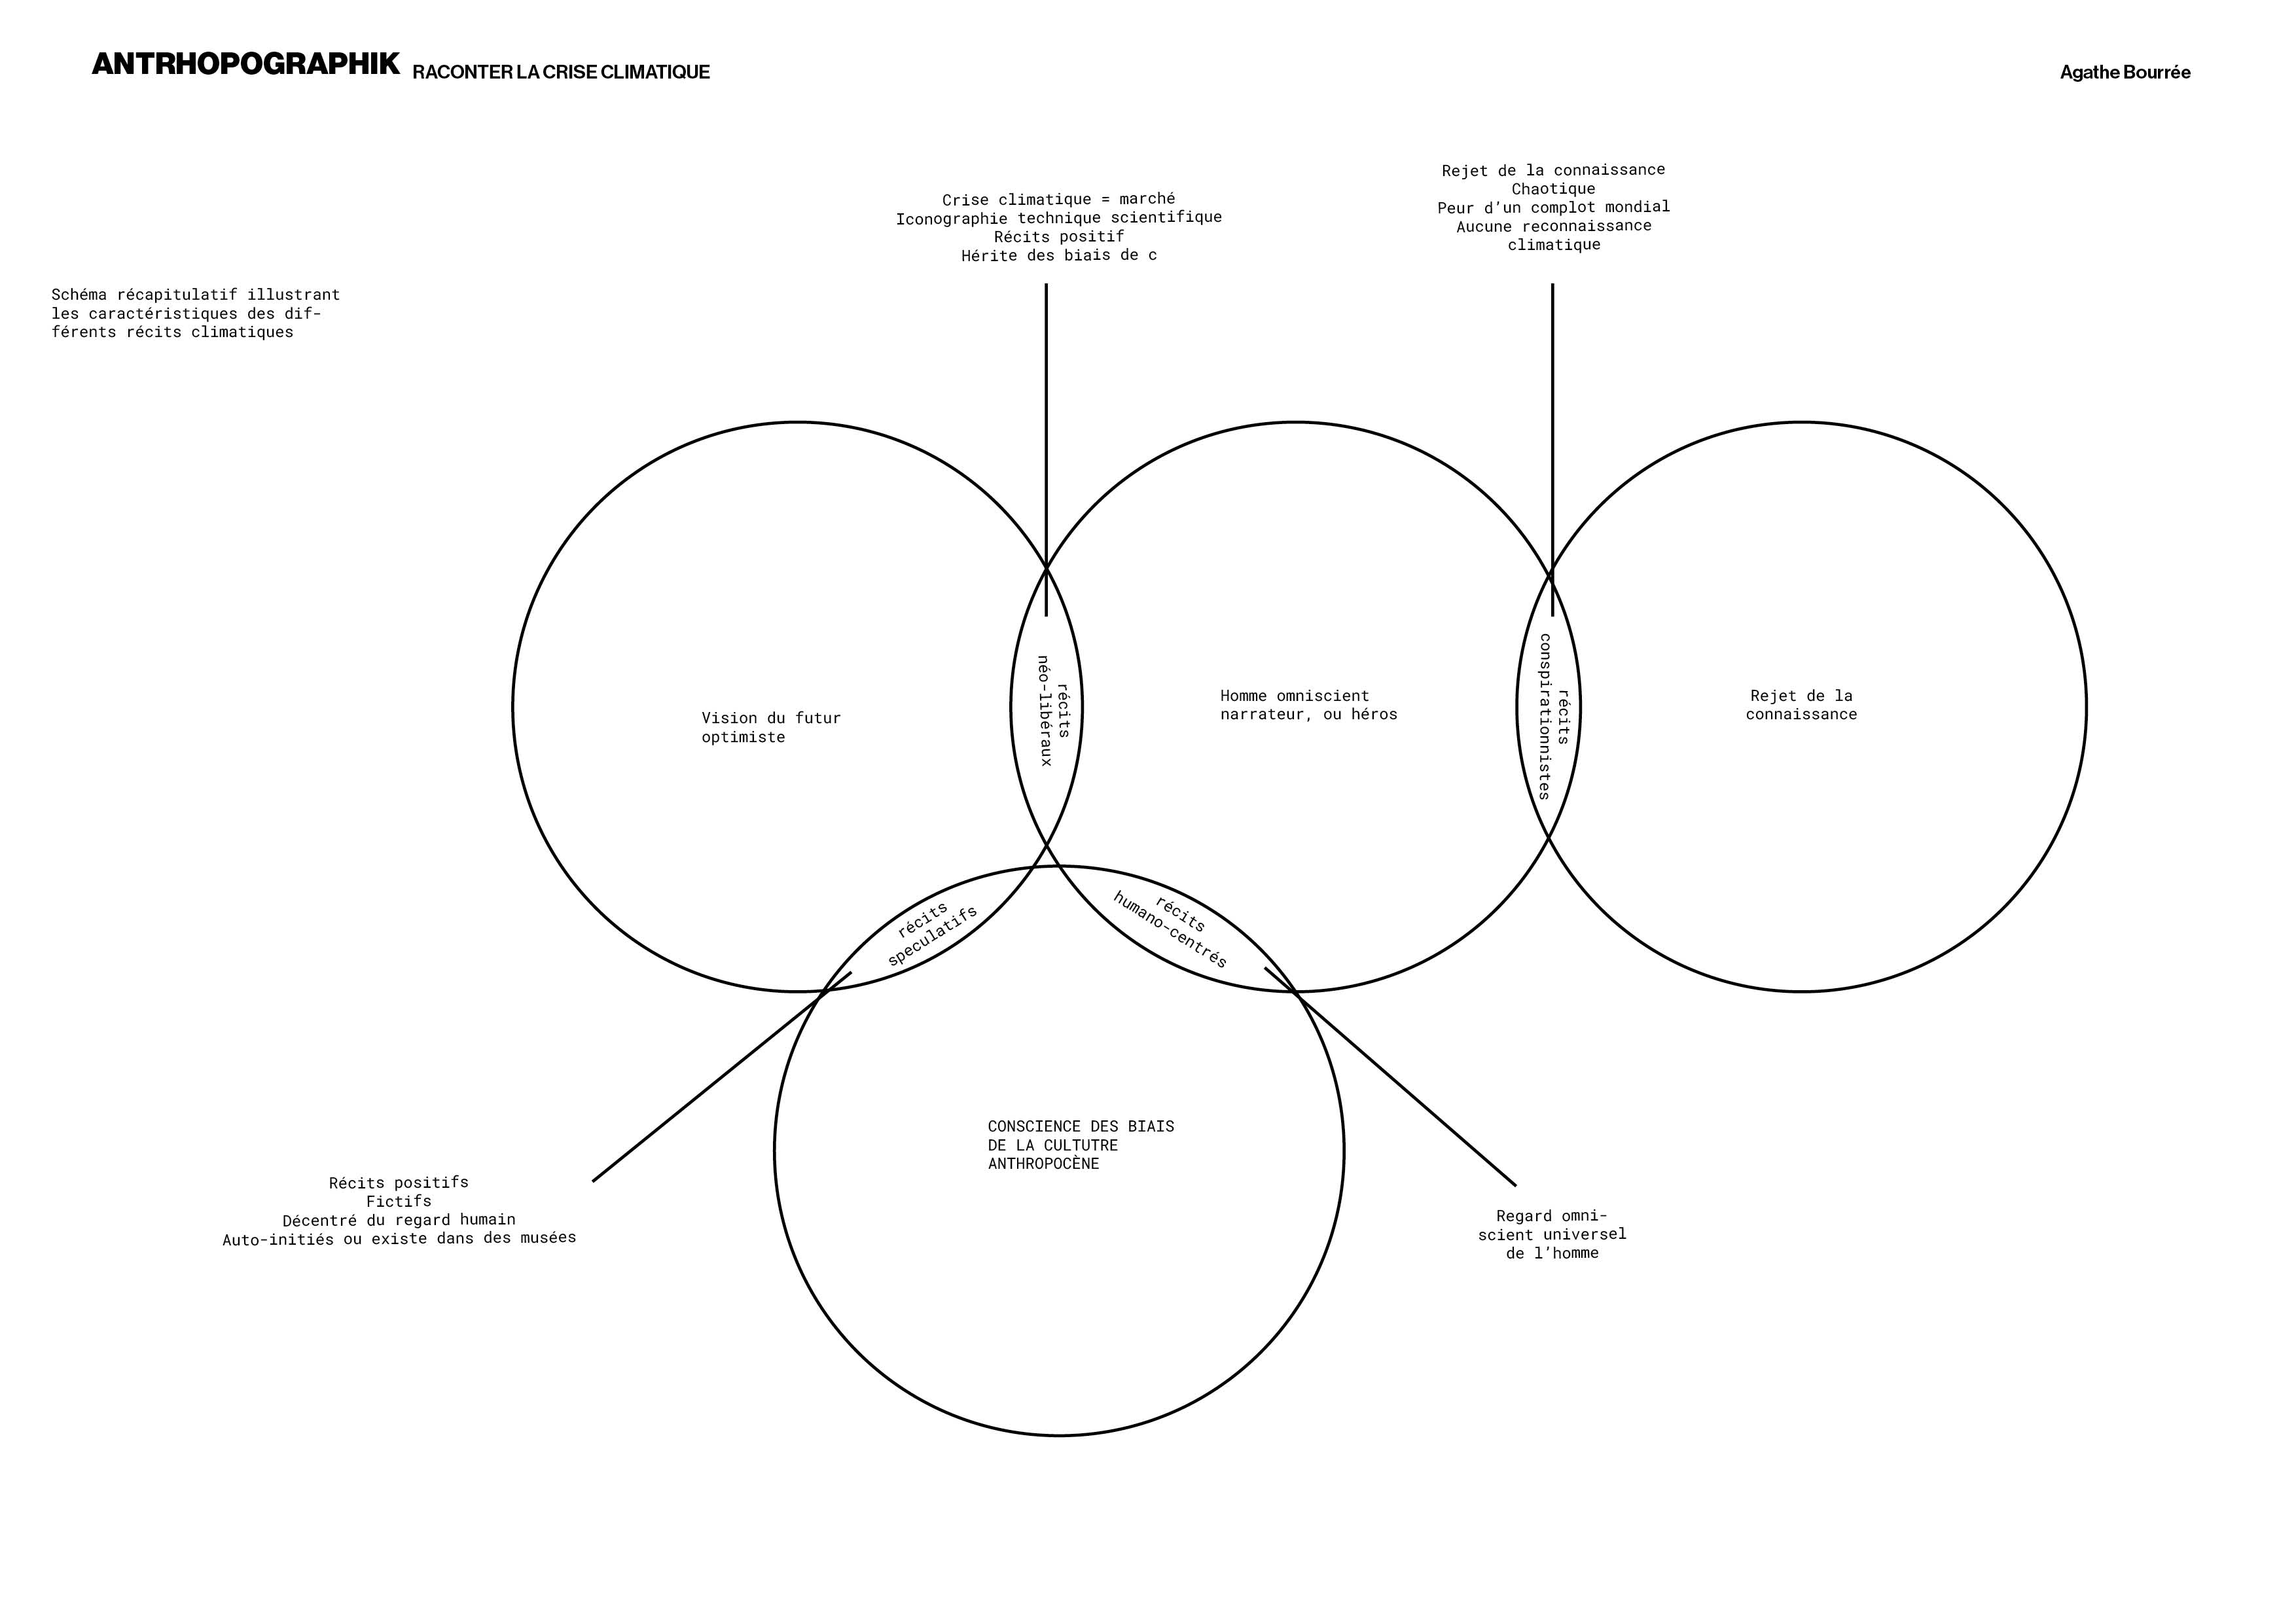 ANTRHOPOGRAPHIK RACONTER LA CRISE CLIMATIQUE
Agathe Bourrée
Rejet de la connaissance
Chaotique
Peur d'un complot mondial
Aucune reconnaissance
climatique
Crise climatique = marché
Iconographie technique scientifique
Récits positif
Hérite des biais de c
Schéma récapitulatif illustrant
les caractéristiques des dif-
férents récits climatiques
Vision du futur
optimiste
récits
néo-libéraux
Homme omniscient
narrateur, ou héros
récits
conspirationnistes
Rejet de la
connaissance
récits
speculatifs
récits
humano-centrés
CONSCIENCE DES BIAIS
DE LA CULTUTRE
ANTHROPOCÈNE
Récits positifs
Fictifs
Décentré du regard humain
Auto-initiés ou existe dans des musées
Regard omni-
scient universel
de l'homme